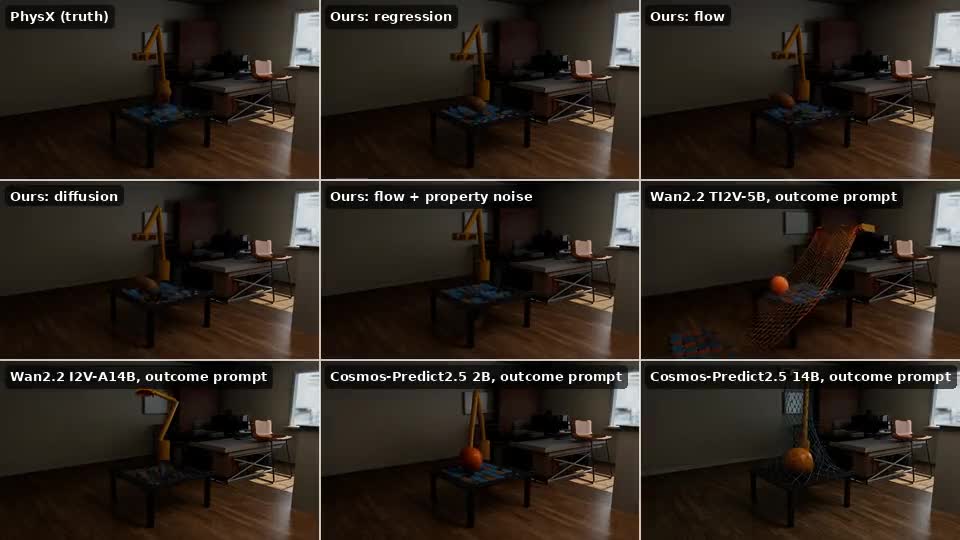 PhysX (truth)
Ours: regression
Ours: flow
Ours: diffusion
Ours: flow + property noise
Wan2.2 TI2V-5B, outcome prompt
Wan2.2 I2V-A14B, outcome prompt
Cosmos-Predict2.5 2B, outcome prompt
Cosmos-Predict2.5 14B, outcome prompt